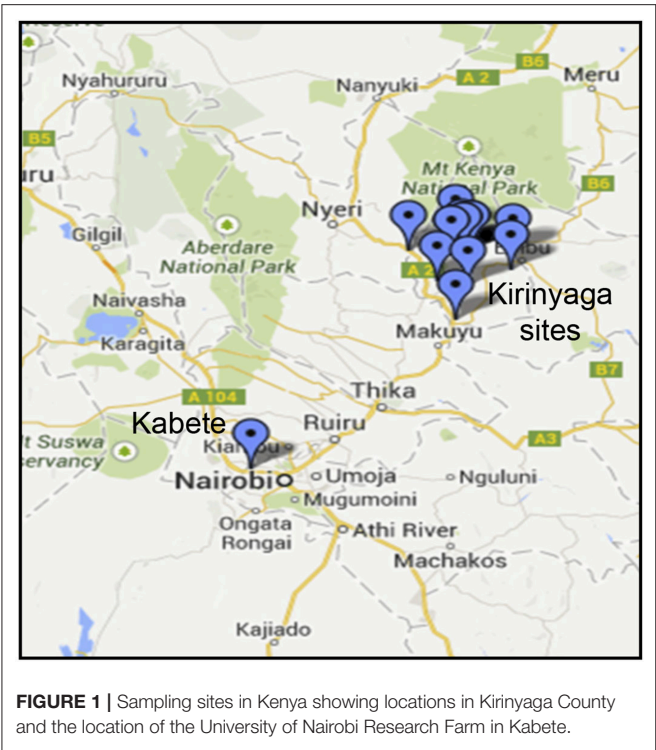 B6
A 2
Meru
Nyahururu
Nanyuki
B5
Mt Kenya
National Park
B6
Nyeri
Gilgil
Aberdare
National Park
A 2
Kirinyaga
sites
Naivasha
Karagita
Makuyu
B7
A 104
Thika
Kabete
Ruiru
A3
Nairobi
Umoja
Nguluni
Mugumoini
Ongata
Rongai
Athi River
Machakos
Kajiado
FIGURE 1 | Sampling sites in Kenya showing locations in Kirinyaga County
and the location of the University of Nairobi Research Farm in Kabete.